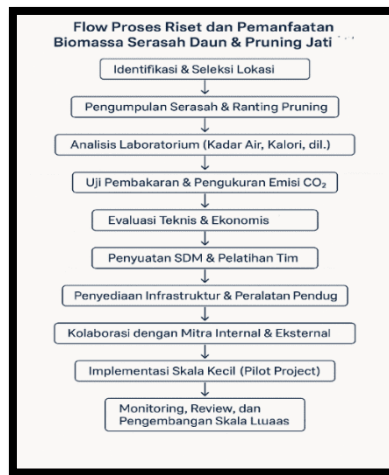 Flow Proses Riset dan Pemanfaatan
Biomassa Serasah Daun & Pruning Jati
Identifikasi & Seleksi Lokasi
Pengumpulan Serasah & Ranting Pruning
Analisis Laboratorium (Kadar Air, Kalori, dil.)
Uji Pembakaran & Pengukuran Emisi CO₂
Evaluasi Teknis & Ekonomis
Penyuatan SDM & Pelatihan Tim
Penyediaan Infrastruktur & Peralatan Pendug
Kolaborasi dengan Mitra Internal & Eksternal
Implementasi Skala Kecil (Pilot Project)
Monitoring, Review, dan
Pengembangan Skala Luuaas